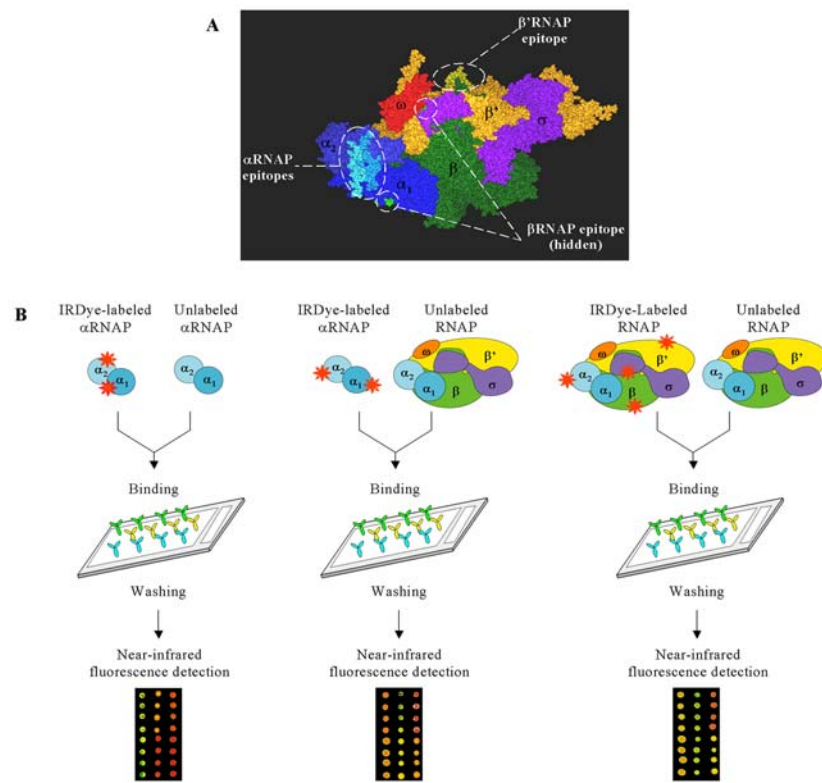 A
β’RNAP
epitope
ω
β’
σ
α2
αRNAP
epitopes
α1
β
βRNAP epitope
(hidden)
B
IRDye-labeled
αRNAP
Unlabeled
αRNAP
IRDye-labeled
αRNAP
Unlabeled
RNAP
IRDye-Labeled
RNAP
Unlabeled
RNAP
α2
α1
α2
α1
ω
β’
α2
α1
β
σ
ω
β’
α2
α1
β
σ
ω
β’
α2
α1
β
σ
Binding
Binding
Binding
Washing
Washing
Washing
Near-infrared
fluorescence detection
Near-infrared
fluorescence detection
Near-infrared
fluorescence detection